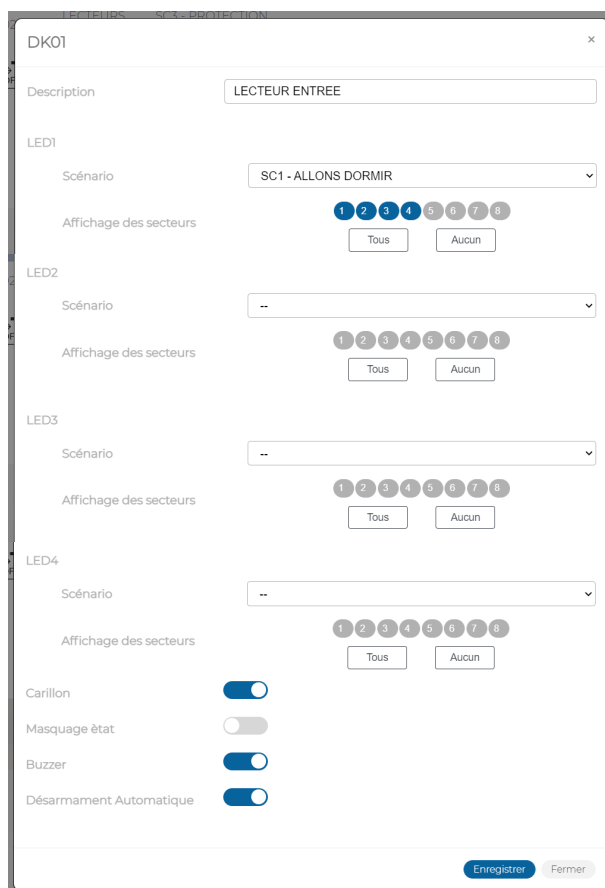 LECTEURS SC3 - PROTECTION
DK01 ×
Description LECTEUR ENTREE
LED1
Scénario SC1 - ALLONS DORMIR
Affichage des secteurs 1 2 3 4 5 6 7 8
Tous Aucun
LED2
Scénario --
Affichage des secteurs 1 2 3 4 5 6 7 8
Tous Aucun
LED3
Scénario --
Affichage des secteurs 1 2 3 4 5 6 7 8
Tous Aucun
LED4
Scénario --
Affichage des secteurs 1 2 3 4 5 6 7 8
Tous Aucun
Carillon
Masquage ètat
Buzzer
Désarmament Automatique
Enregistrer Fermer